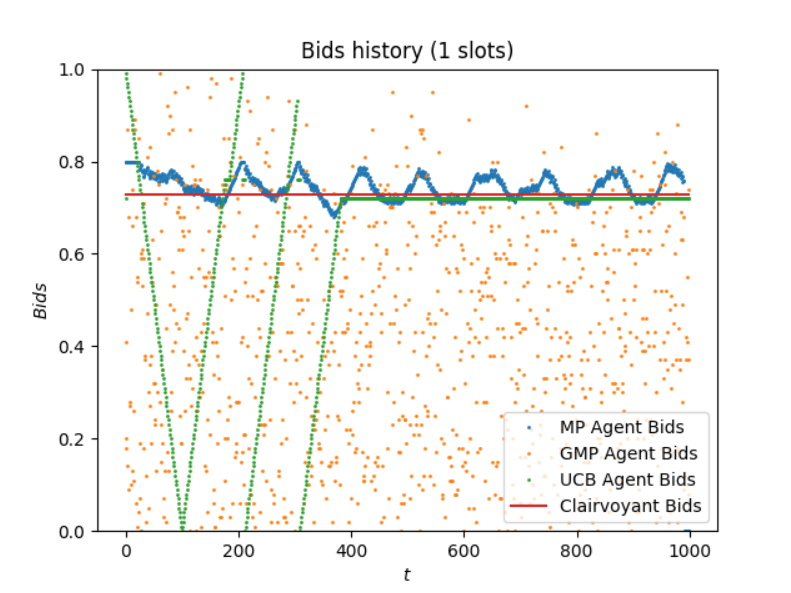 Bids history (1 slots)
1.0
0.8
0.6
0.4
0.2
0.0
Bids
0
200
400
600
800
1000
t
MP Agent Bids
GMP Agent Bids
UCB Agent Bids
Clairvoyant Bids